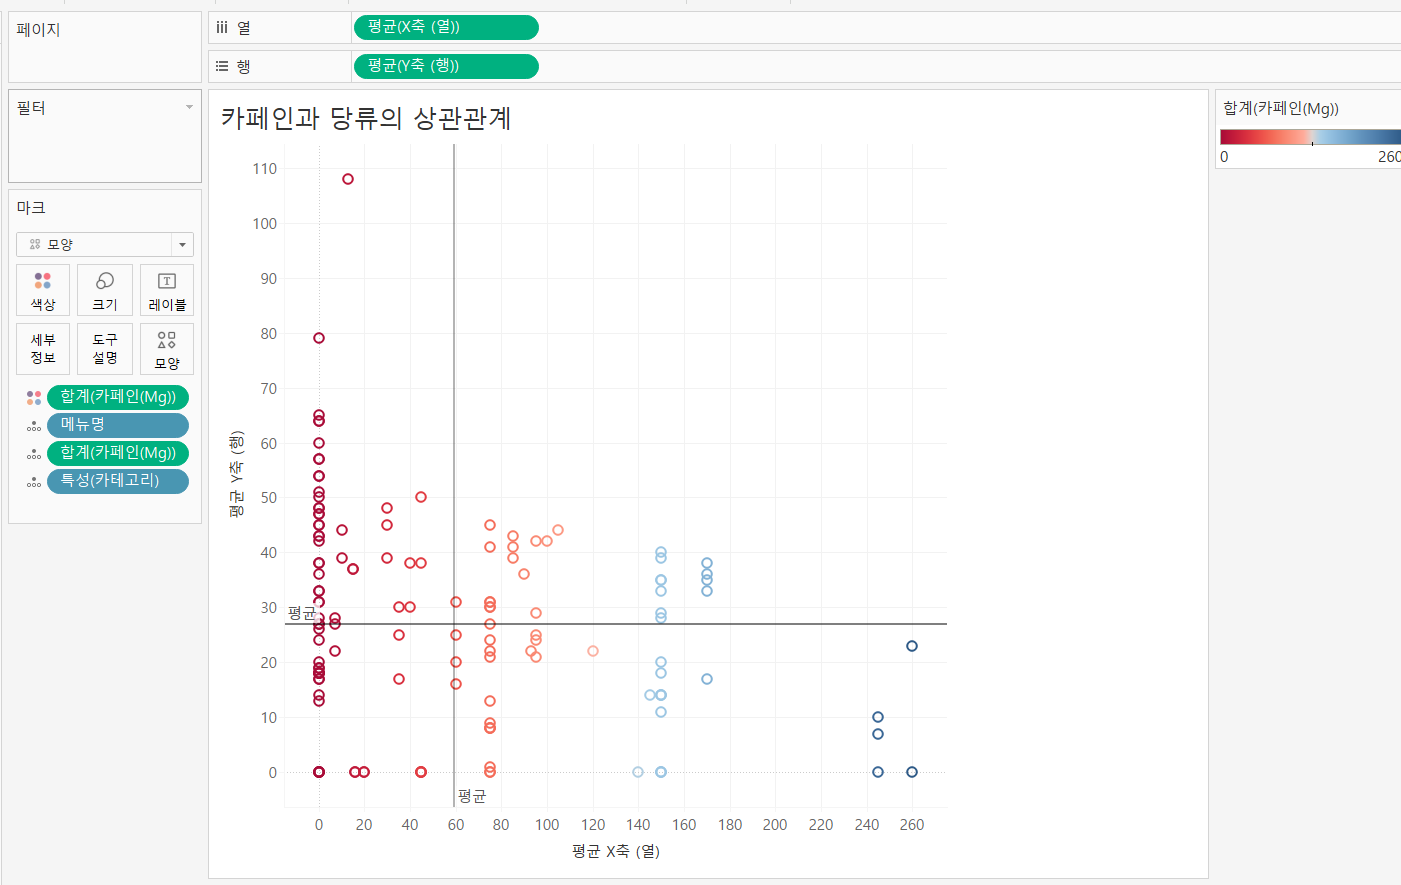 페이지
열
평균(X축 (열))
행
평균(Y축 (행))
필터
마크
모양
색상
크기
레이블
세부
정보
도구
설명
모양
합계(카페인(Mg))
메뉴명
합계(카페인(Mg))
특성(카테고리)
카페인과 당류의 상관관계
평균 Y축 (행)
110
100
90
80
70
60
50
40
30
20
10
0
평균
평균
0 20 40 60 80 100 120 140 160 180 200 220 240 260
평균 X축 (열)
합계(카페인(Mg))
0 260